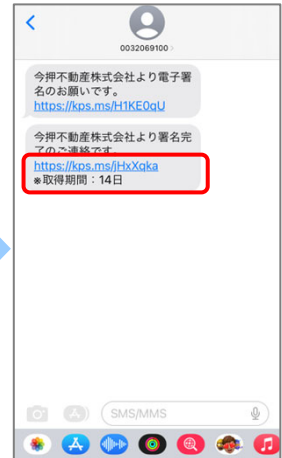 0032069100
今押不動産株式会社より電子署
名のお願いです。
https://kps.ms/H1KE0qU
今押不動産株式会社より署名完
了のご連絡です。
https://kps.ms/jHxXqka
※取得期間：14日
SMS/MMS